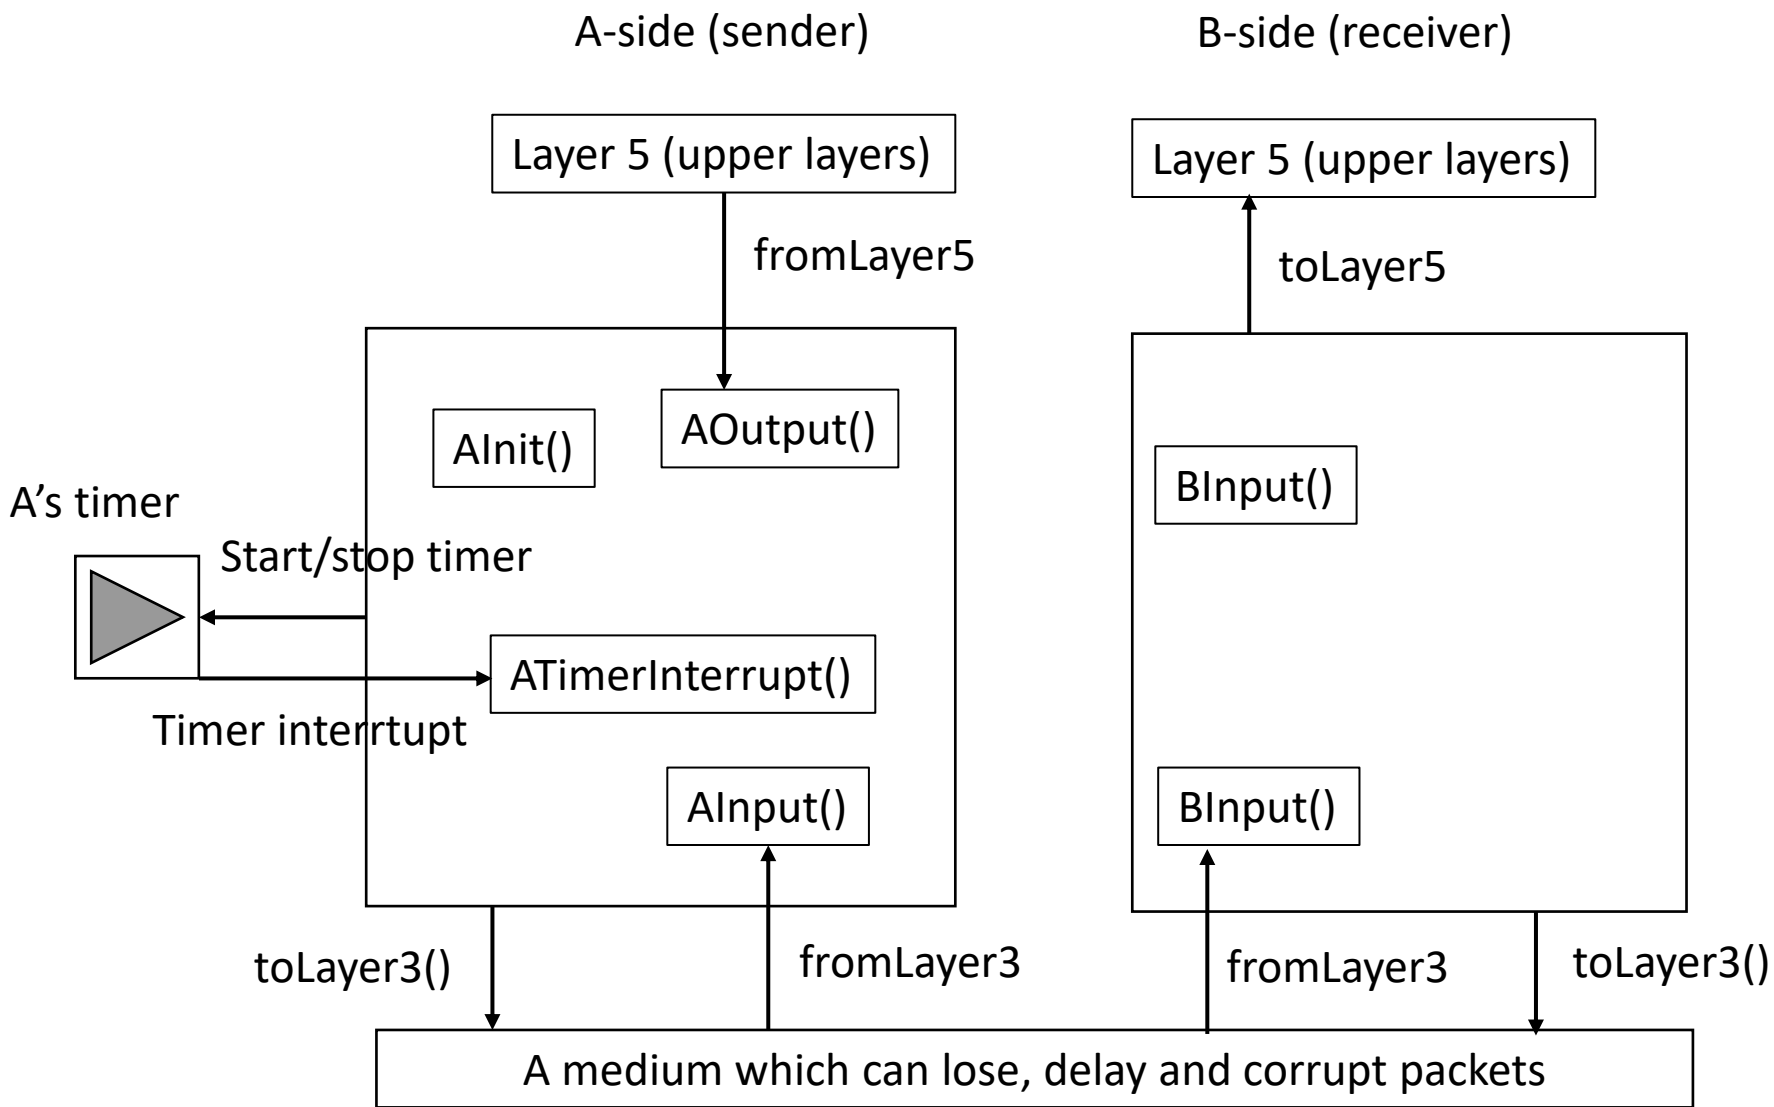 A-side (sender)
B-side (receiver)
Layer 5 (upper layers)
Layer 5 (upper layers)
fromLayer5
toLayer5
AInit()
AOutput()
BInput()
A's timer
Start/stop timer
ATimerInterrupt()
Timer interrtupt
AInput()
BInput()
toLayer3()
fromLayer3
fromLayer3
toLayer3()
A medium which can lose, delay and corrupt packets